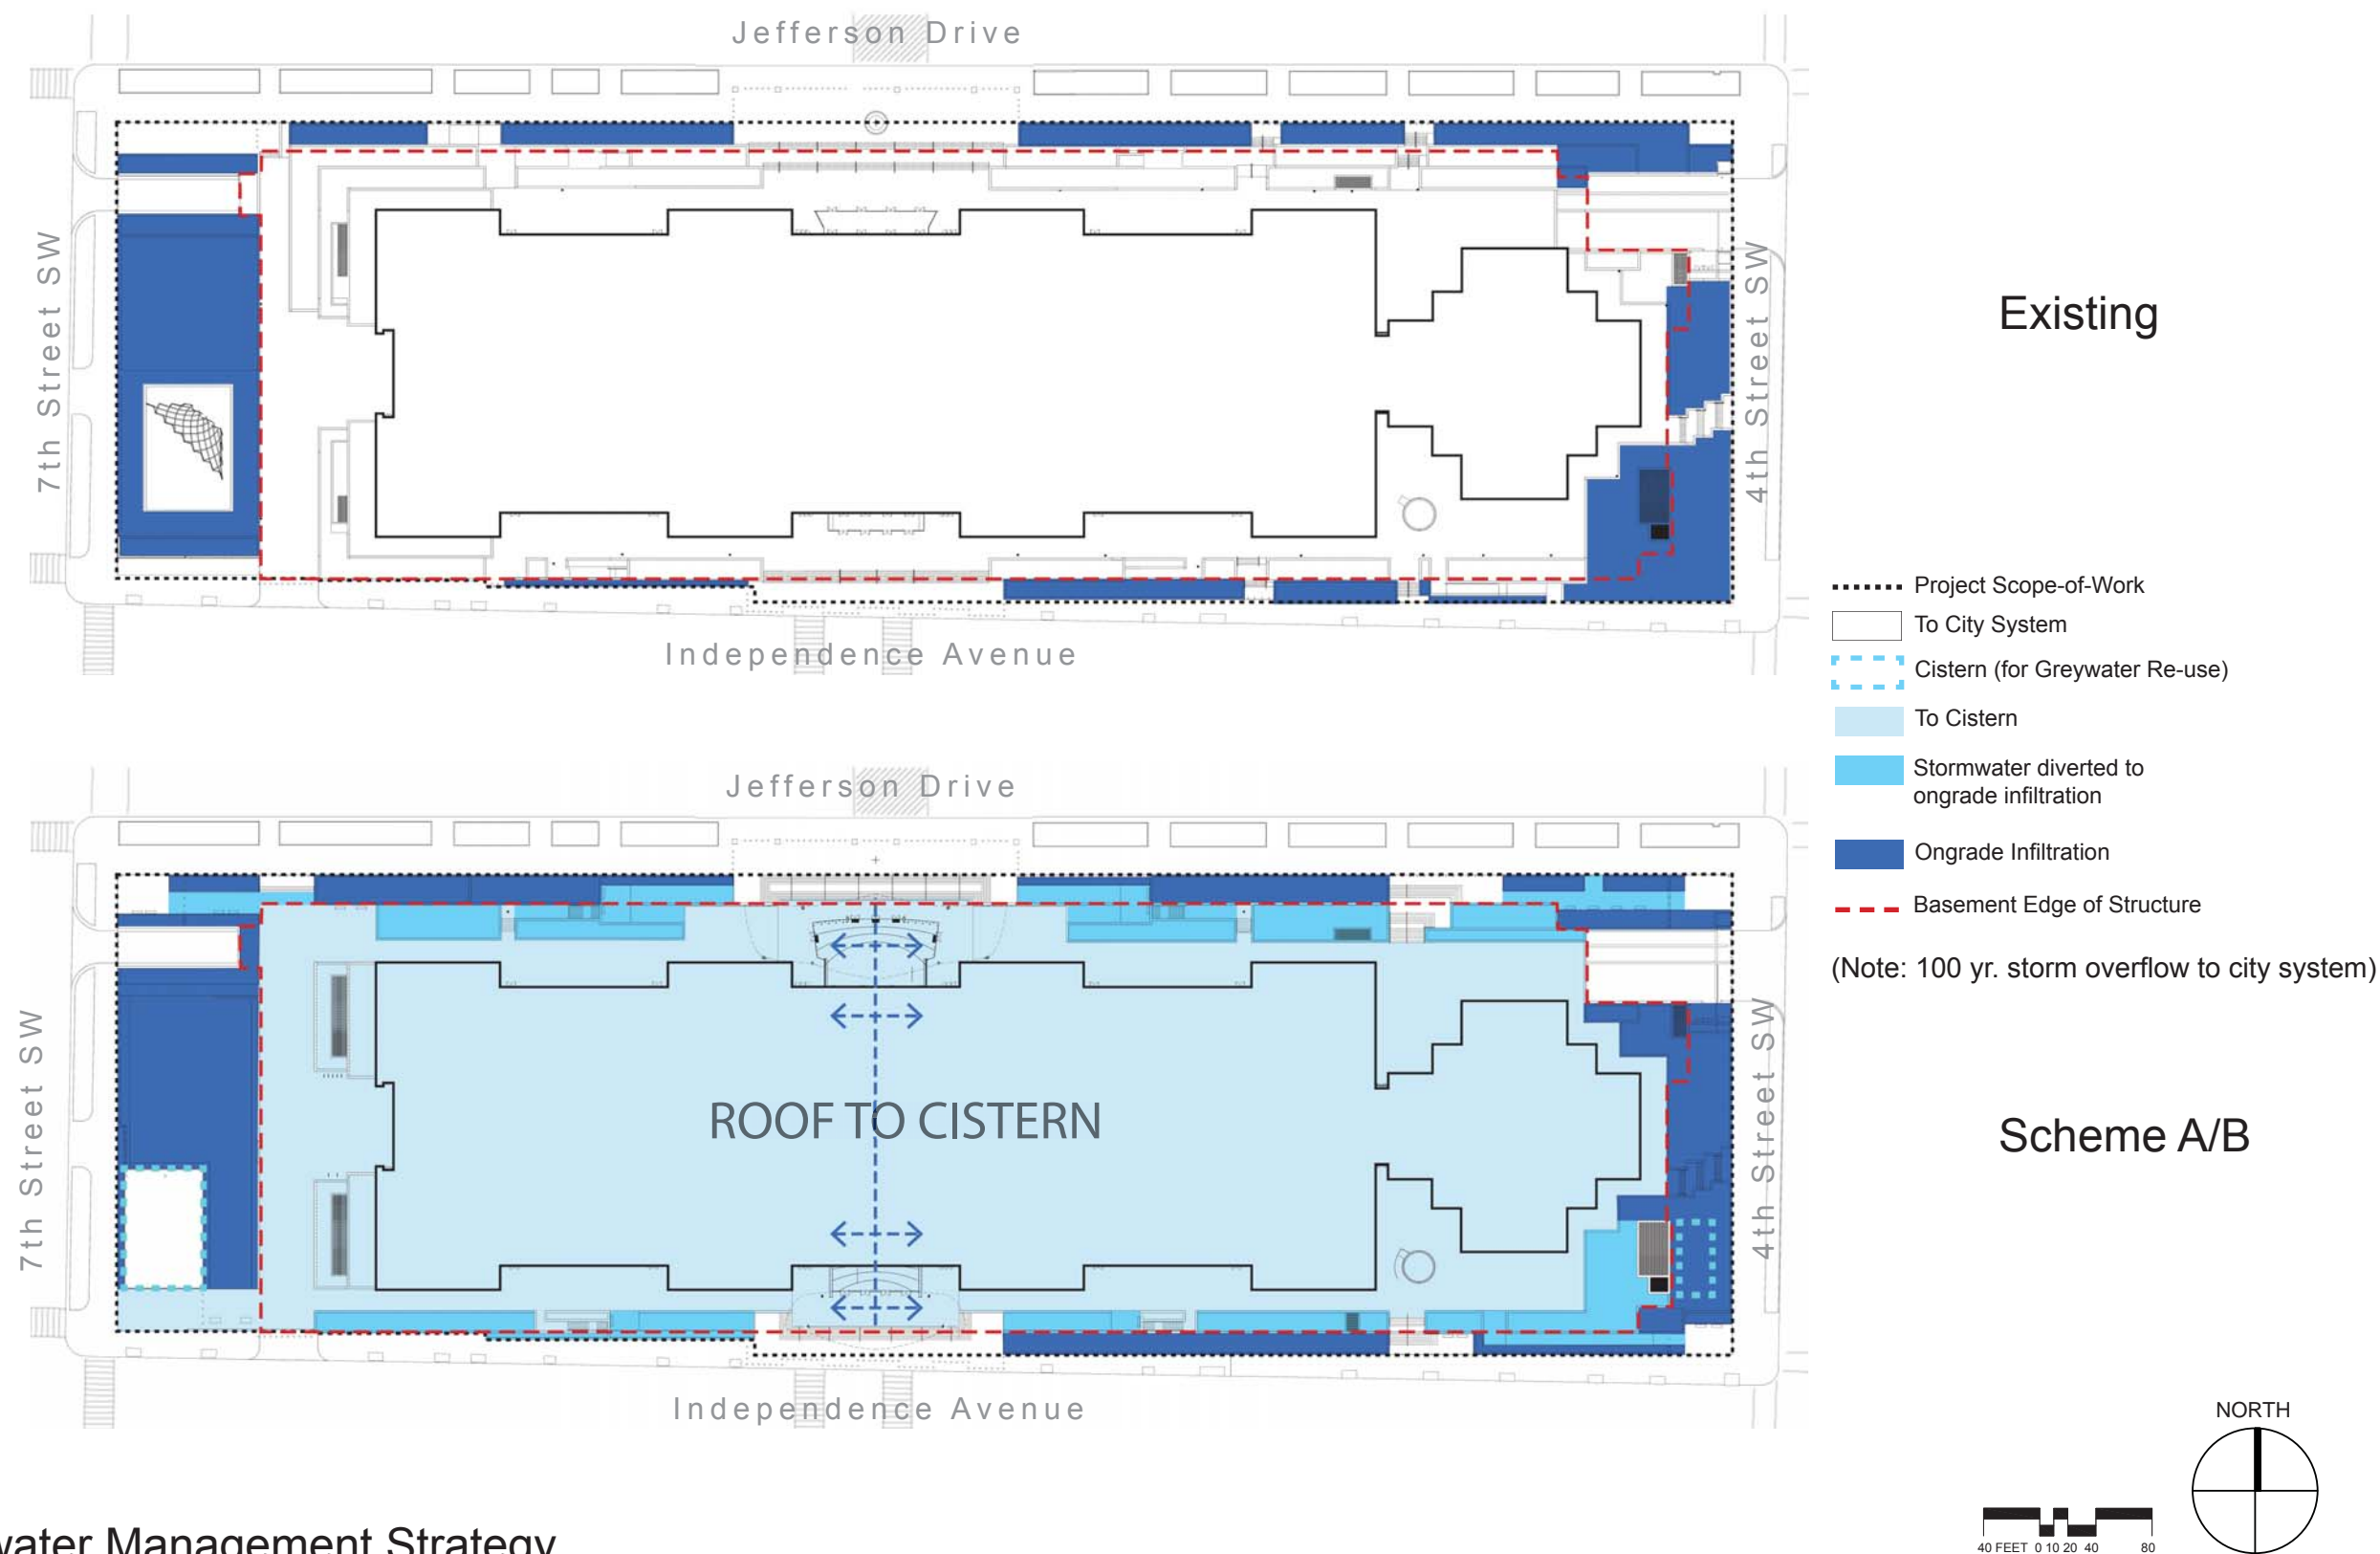 Jefferson Drive
7th Street SW
4th Street SW
Independence Avenue
Existing
Project Scope-of-Work
To City System
Cistern (for Greywater Re-use)
To Cistern
Stormwater diverted to
ongrade infiltration
Ongrade Infiltration
Basement Edge of Structure
(Note: 100 yr. storm overflow to city system)
Jefferson Drive
7th Street SW
ROOF TO CISTERN
4th Street SW
Independence Avenue
Scheme A/B
NORTH
40 FEET 0 10 20 40 80
water Management Strategy